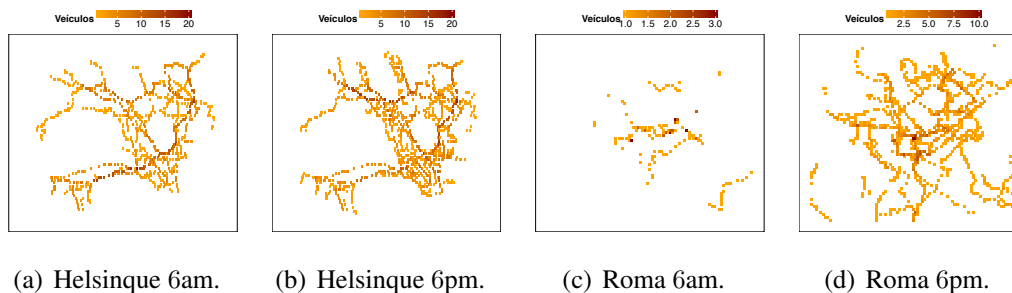 Veículos 5 10 15 20
Veículos 5 10 15 20
Veículos 1.0 1.5 2.0 2.5 3.0
Veículos 2.5 5.0 7.5 10.0
(a) Helsinque 6am.
(b) Helsinque 6pm.
(c) Roma 6am.
(d) Roma 6pm.